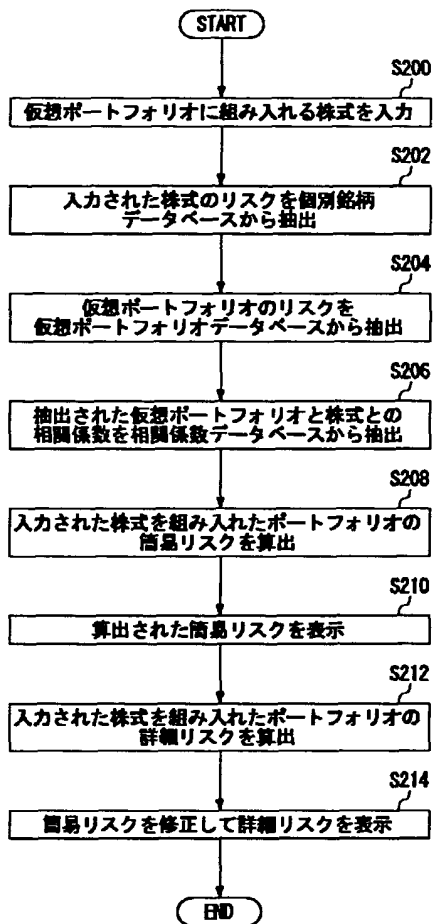 START
S200
仮想ポートフォリオに組み入れる株式を入力
S202
入力された株式のリスクを個別銘柄
データベースから抽出
S204
仮想ポートフォリオのリスクを
仮想ポートフォリオデータベースから抽出
S206
抽出された仮想ポートフォリオと株式との
相関係数を相関係数データベースから抽出
S208
入力された株式を組み入れたポートフォリオの
簡易リスクを算出
S210
算出された簡易リスクを表示
S212
入力された株式を組み入れたポートフォリオの
詳細リスクを算出
S214
簡易リスクを修正して詳細リスクを表示
END